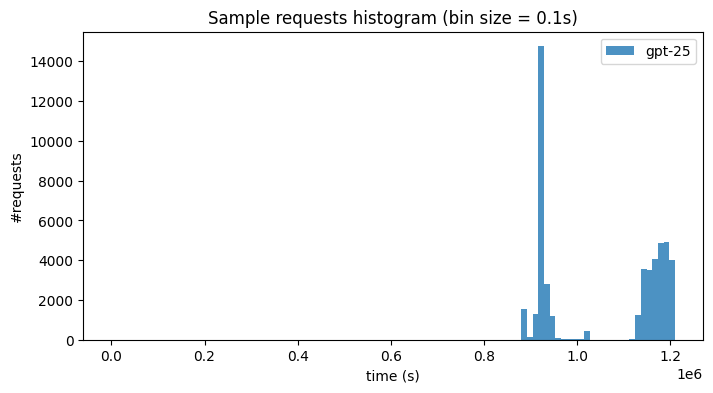 Sample requests histogram (bin size = 0.1s)
gpt-25
14000
12000
10000
8000
6000
4000
2000
0
#requests
0.0 0.2 0.4 0.6 0.8 1.0 1.2
1e6
time (s)